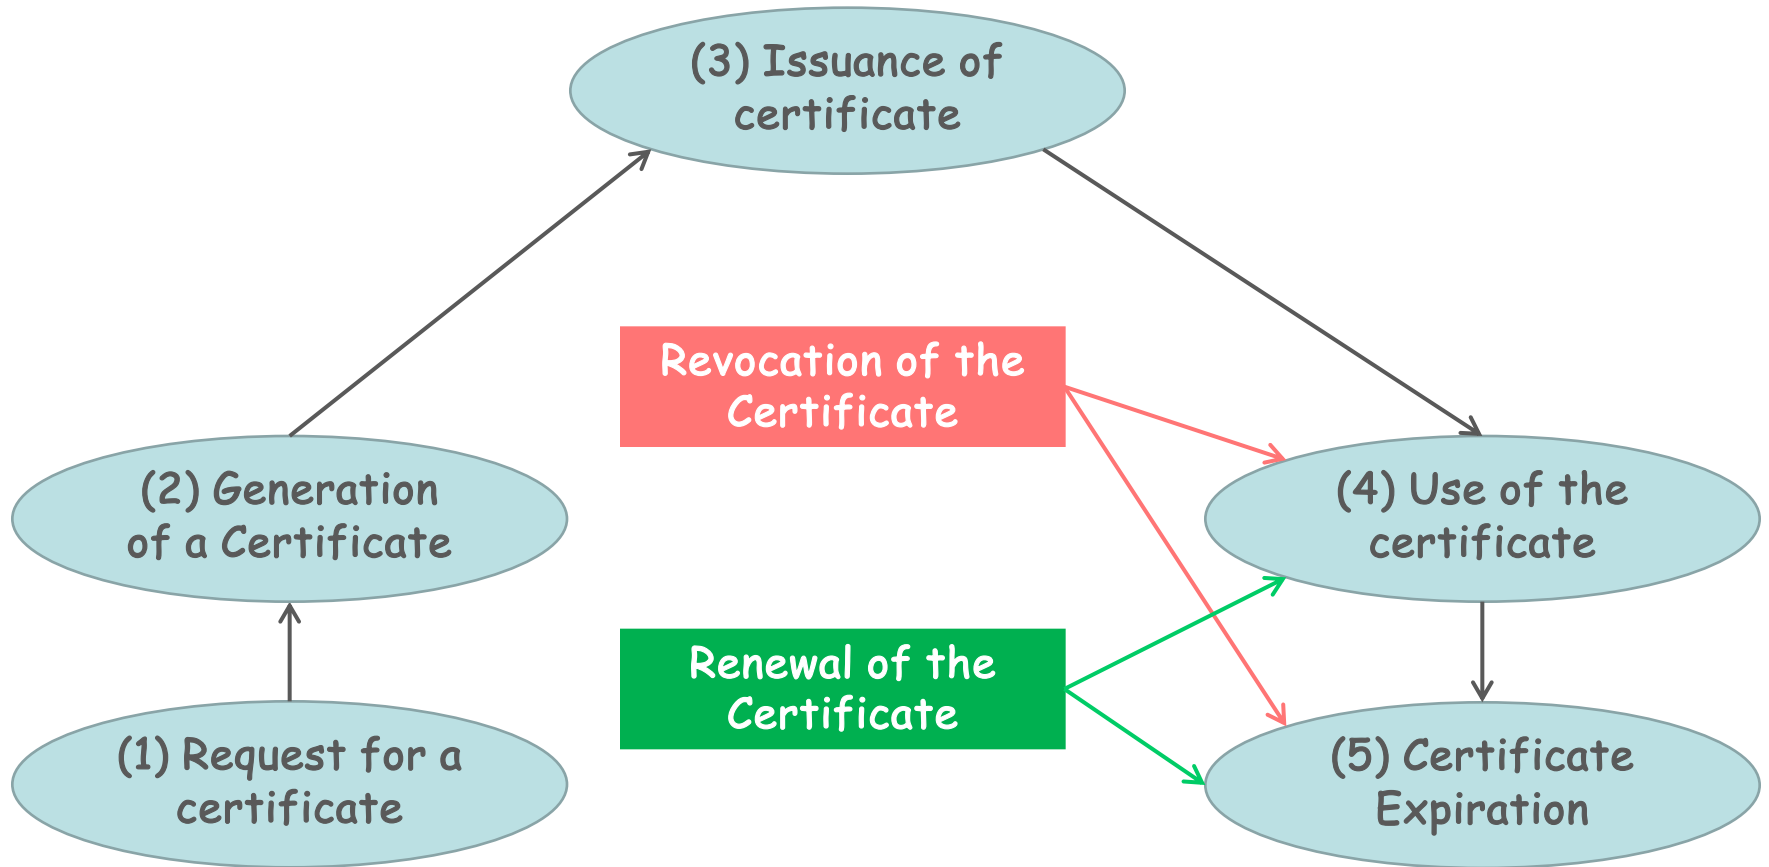 (3) Issuance of
certificate
Revocation of the
Certificate
(2) Generation
of a Certificate
(4) Use of the
certificate
Renewal of the
Certificate
(1) Request for a
certificate
(5) Certificate
Expiration